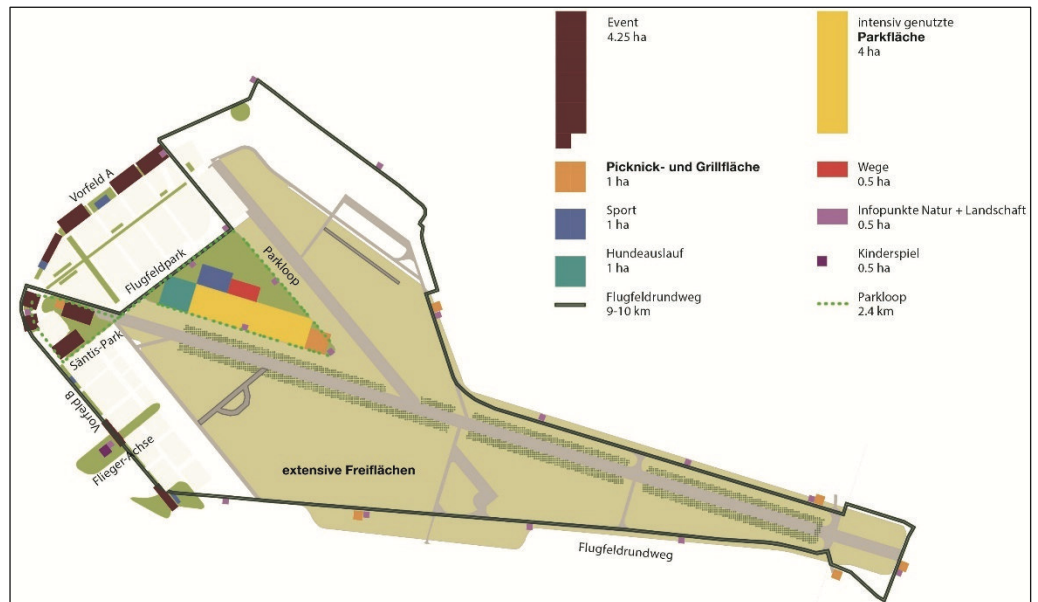 Event
4.25 ha
intensiv genutzte
Parkfläche
4 ha
Picknick- und Grillfläche
1 ha
Wege
0.5 ha
Sport
1 ha
Infopunkte Natur + Landschaft
0.5 ha
Hundeauslauf
1 ha
Kinderspiel
0.5 ha
Flugfeldrundweg
9-10 km
Parkloop
2.4 km
Vorfeld A
Flugfeldpark
Parkloop
Säntis-Park
Vorfeld B
Flieger-Achse
extensive Freiflächen
Flugfeldrundweg